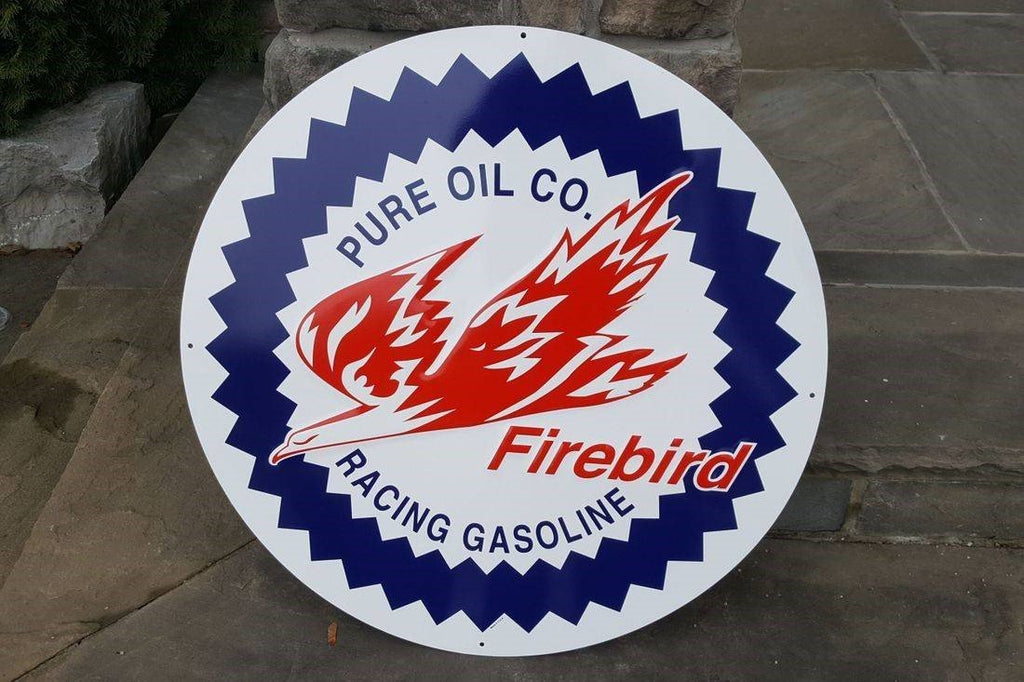 PURE OIL CO.
Firebird
RACING GASOLINE